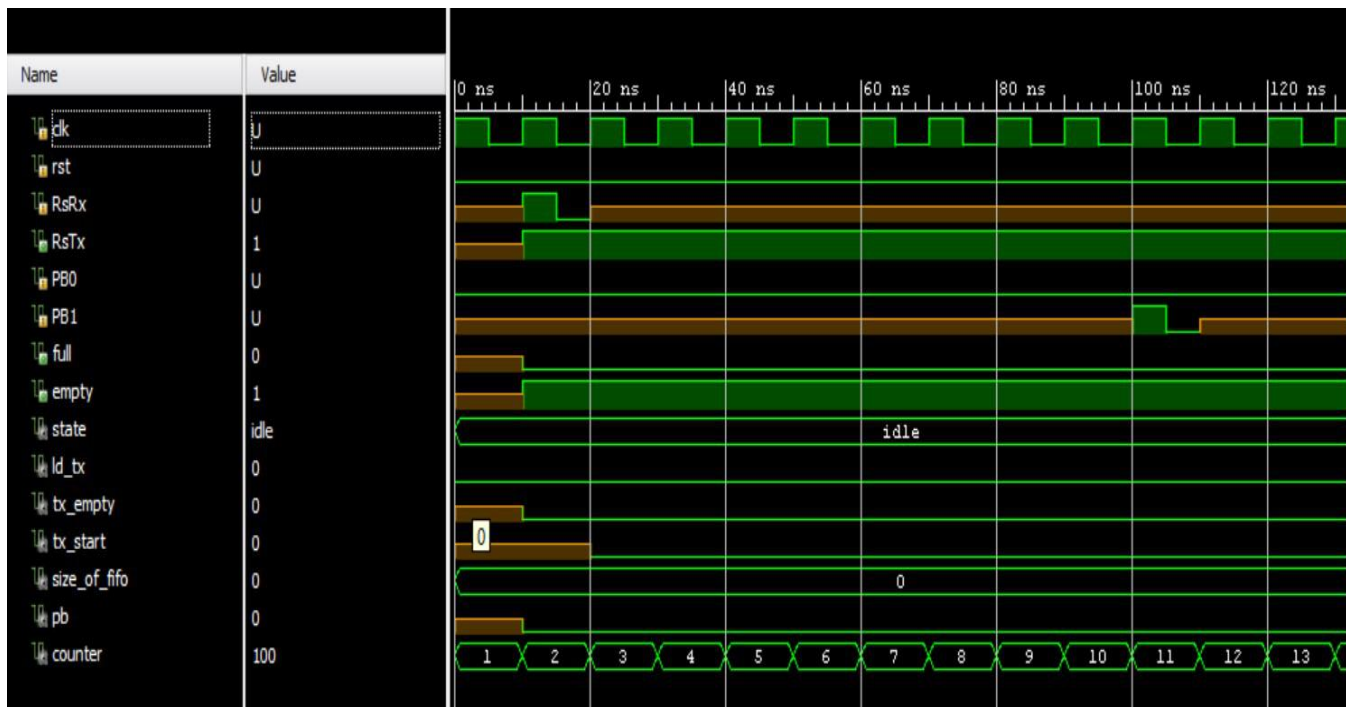 Name Value
0 ns 20 ns 40 ns 60 ns 80 ns 100 ns 120 ns
clk U
rst U
RsRx U
RsTx 1
PB0 U
PB1 U
full 0
empty 1
state idle idle
ld_tx 0
tx_empty 0
tx_start 0 0
size_of_fifo 0 0
pb 0
counter 100 1 2 3 4 5 6 7 8 9 10 11 12 13